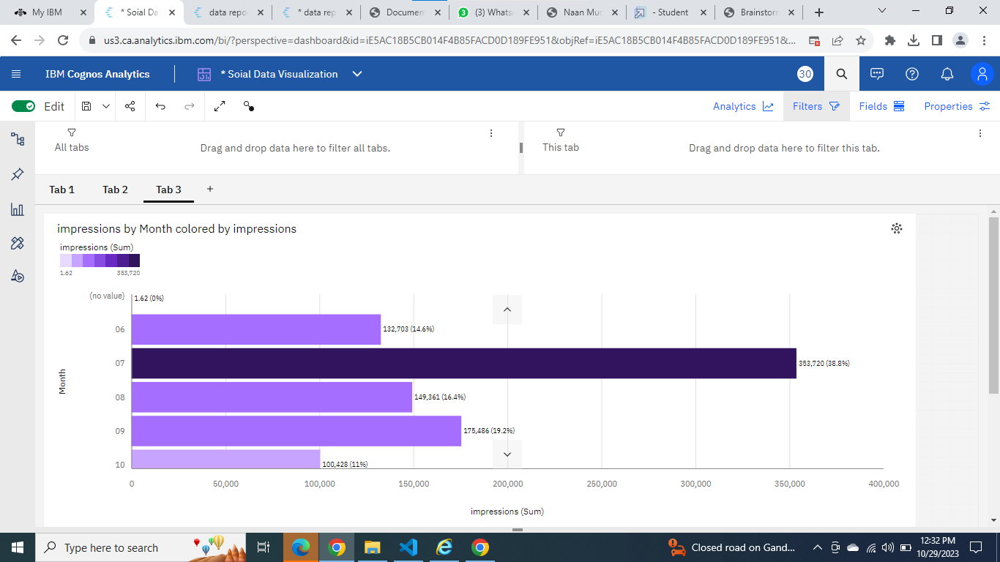 My IBM
* Soial Da
data repo
* data rep
Documen
(3) Whats
Naan Mud
- Student
Brainstorm
us3.ca.analytics.ibm.com/bi/?perspective=dashboard&id=iE5AC18B5CB014F4B85FACD0D189FE951&objRef=iE5AC18B5CB014F4B85FACD0D189FE951&...
IBM Cognos Analytics
* Soial Data Visualization
30
Edit
Analytics
Filters
Fields
Properties
All tabs
Drag and drop data here to filter all tabs.
This tab
Drag and drop data here to filter this tab.
Tab 1
Tab 2
Tab 3
+
impressions by Month colored by impressions
impressions (Sum)
1.62
353,720
(no value)
1.62 (0%)
06
132,703 (14.6%)
07
353,720 (38.8%)
08
149,361 (16.4%)
09
175,486 (19.2%)
10
100,428 (11%)
Month
0
50,000
100,000
150,000
200,000
250,000
300,000
350,000
400,000
impressions (Sum)
Type here to search
Closed road on Gand...
12:32 PM
10/29/2023